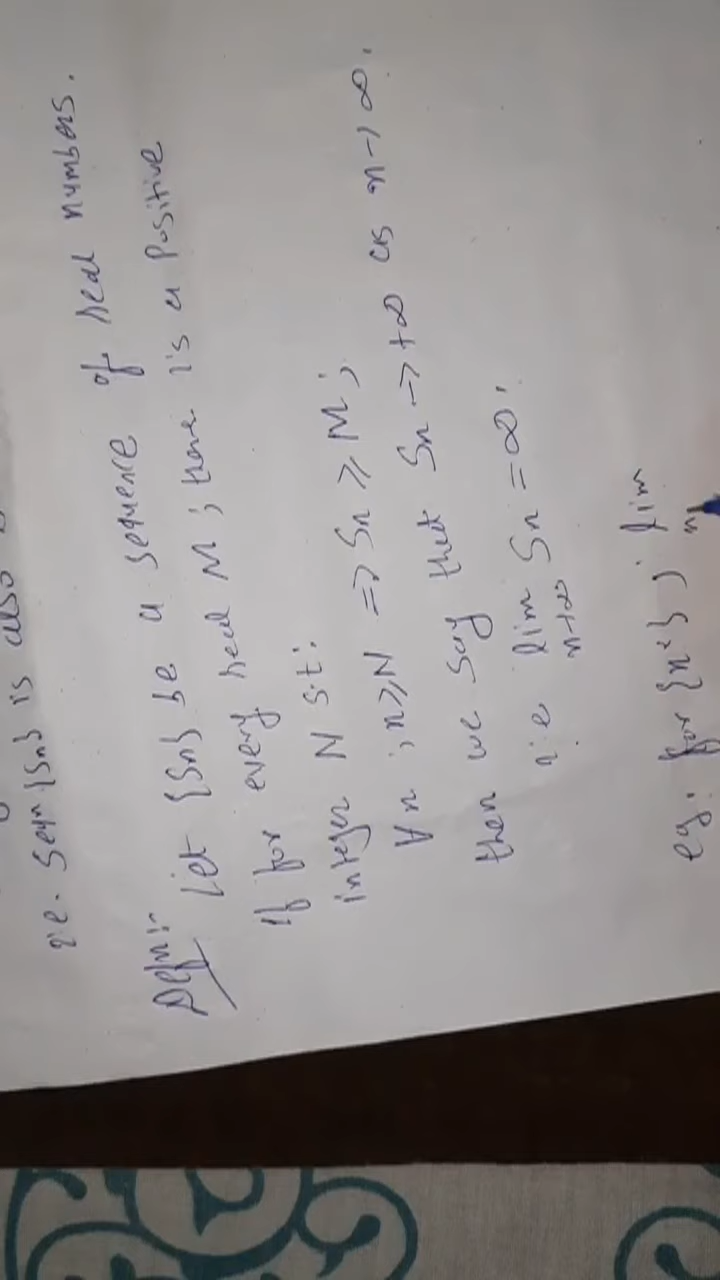 i.e. Seqn {Sn} is also
Defn:- Let {Sn} be a sequence of real numbers.
If for every real M ; there is a positive
integer N s.t:
∀ n ; n ≥ N ⇒ Sn ≥ M ;
then we say that Sn → +∞ as n → ∞.
i.e lim Sn = ∞.
n→∞
eg: for {n²} ; lim
n